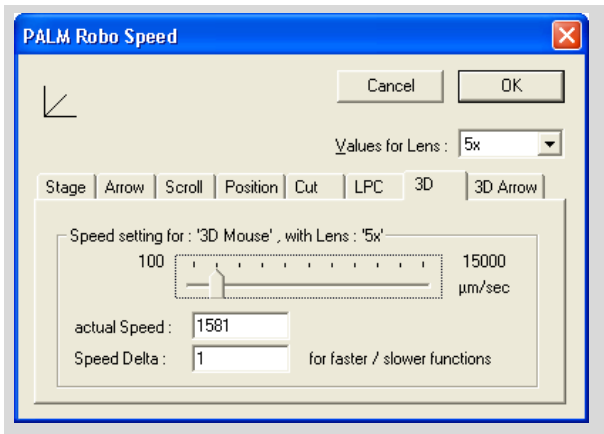 PALM Robo Speed
Cancel OK
Values for Lens : 5x
Stage Arrow Scroll Position Cut LPC 3D 3D Arrow
Speed setting for : '3D Mouse' , with Lens : '5x'
100 15000
µm/sec
actual Speed : 1581
Speed Delta : 1 for faster / slower functions